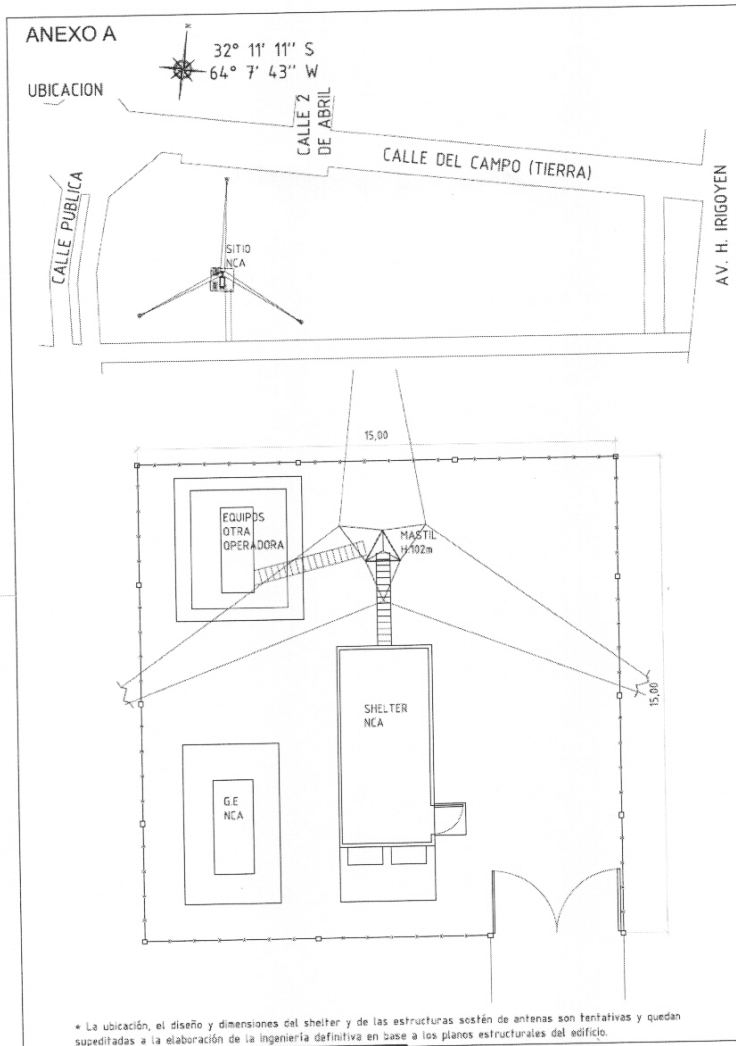 ANEXO A
N
32° 11' 11'' S
64° 7' 43'' W
UBICACION
CALLE 2
DE ABRIL
CALLE DEL CAMPO (TIERRA)
CALLE PUBLICA
AV. H. IRIGOYEN
SITIO
NCA
15,00
EQUIPOS
OTRA
OPERADORA
MASTIL
H:102m
SHELTER
NCA
15,00
G.E
NCA
* La ubicación, el diseño y dimensiones del shelter y de las estructuras sostén de antenas son tentativas y quedan
supeditadas a la elaboración de la ingeniería definitiva en base a los planos estructurales del edificio.